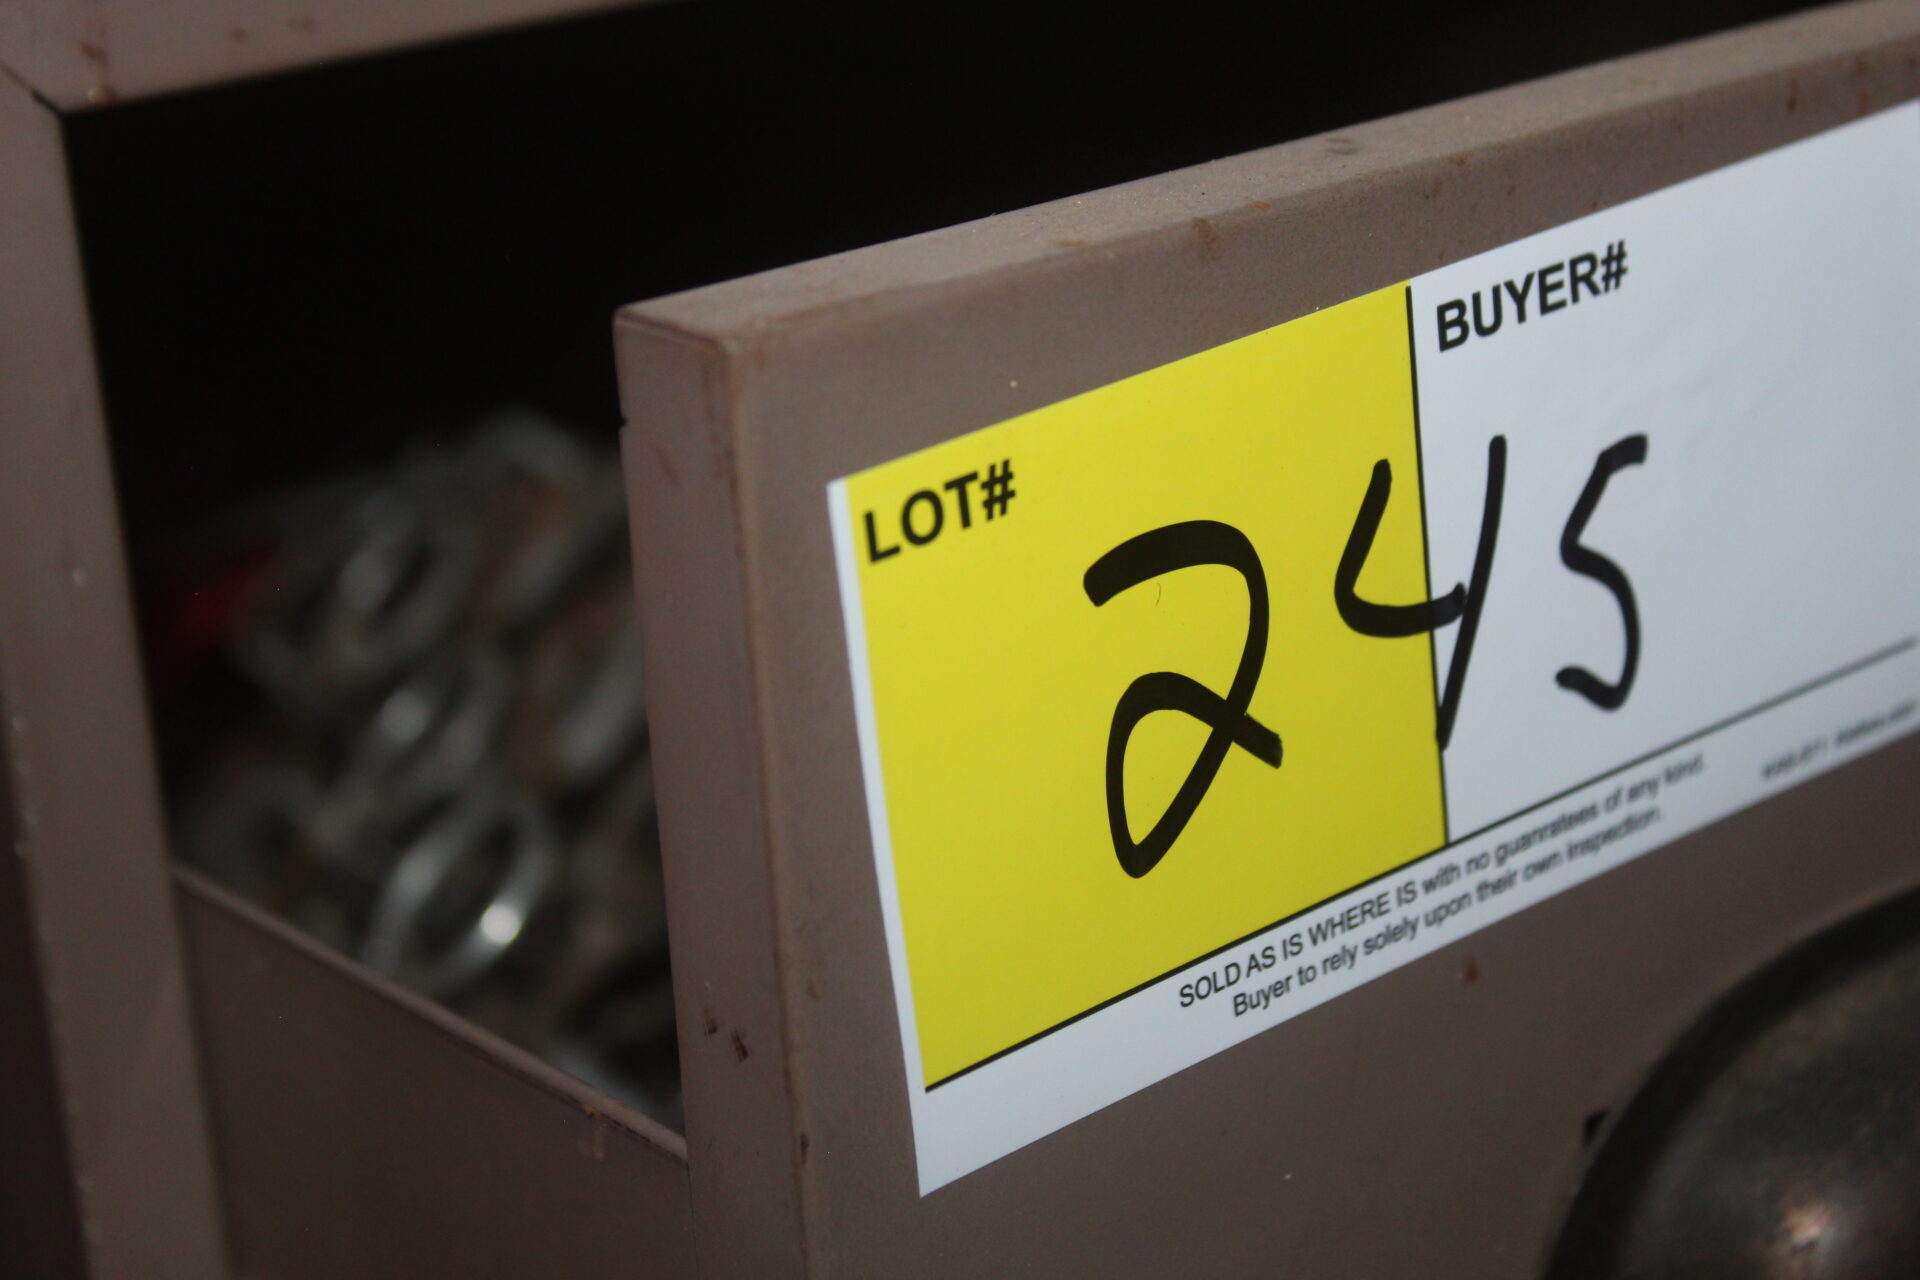 LOT#
BUYER#
245
SOLD AS IS WHERE IS with no guanratees of any kind.
Buyer to rely solely upon their own inspection.